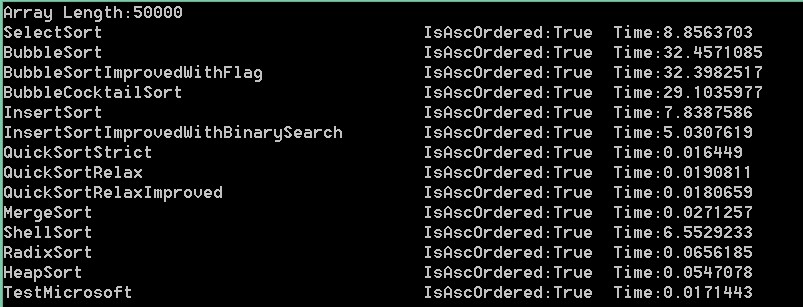 Array Length:50000
SelectSort IsAscOrdered:True Time:8.8563703
BubbleSort IsAscOrdered:True Time:32.4571085
BubbleSortImprovedWithFlag IsAscOrdered:True Time:32.3982517
BubbleCocktailSort IsAscOrdered:True Time:29.1035977
InsertSort IsAscOrdered:True Time:7.8387586
InsertSortImprovedWithBinarySearch IsAscOrdered:True Time:5.0307619
QuickSortStrict IsAscOrdered:True Time:0.016449
QuickSortRelax IsAscOrdered:True Time:0.0190811
QuickSortRelaxImproved IsAscOrdered:True Time:0.0180659
MergeSort IsAscOrdered:True Time:0.0271257
ShellSort IsAscOrdered:True Time:6.5529233
RadixSort IsAscOrdered:True Time:0.0656185
HeapSort IsAscOrdered:True Time:0.0547078
TestMicrosoft IsAscOrdered:True Time:0.0171443